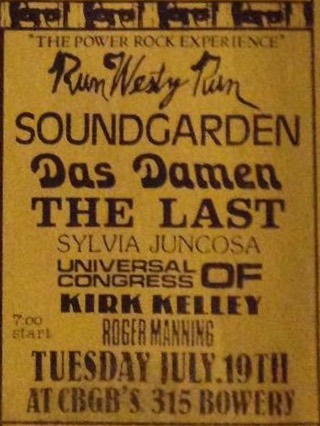 "THE POWER ROCK EXPERIENCE"
Run Westy Run
SOUNDGARDEN
Das Damen
THE LAST
SYLVIA JUNCOSA
UNIVERSAL
CONGRESS OF
KIRK KELLEY
7:00
start
ROGER MANNING
TUESDAY JULY.19TH
AT CBGB'S 315 BOWERY